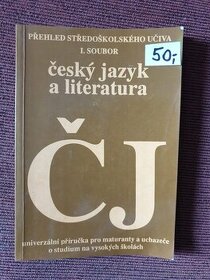 PŘEHLED STŘEDOŠKOLSKÉHO UČIVA
I. SOUBOR
50,-
český jazyk
a literatura
ČJ
univerzální příručka pro maturanty a uchazeče
o studium na vysokých školách